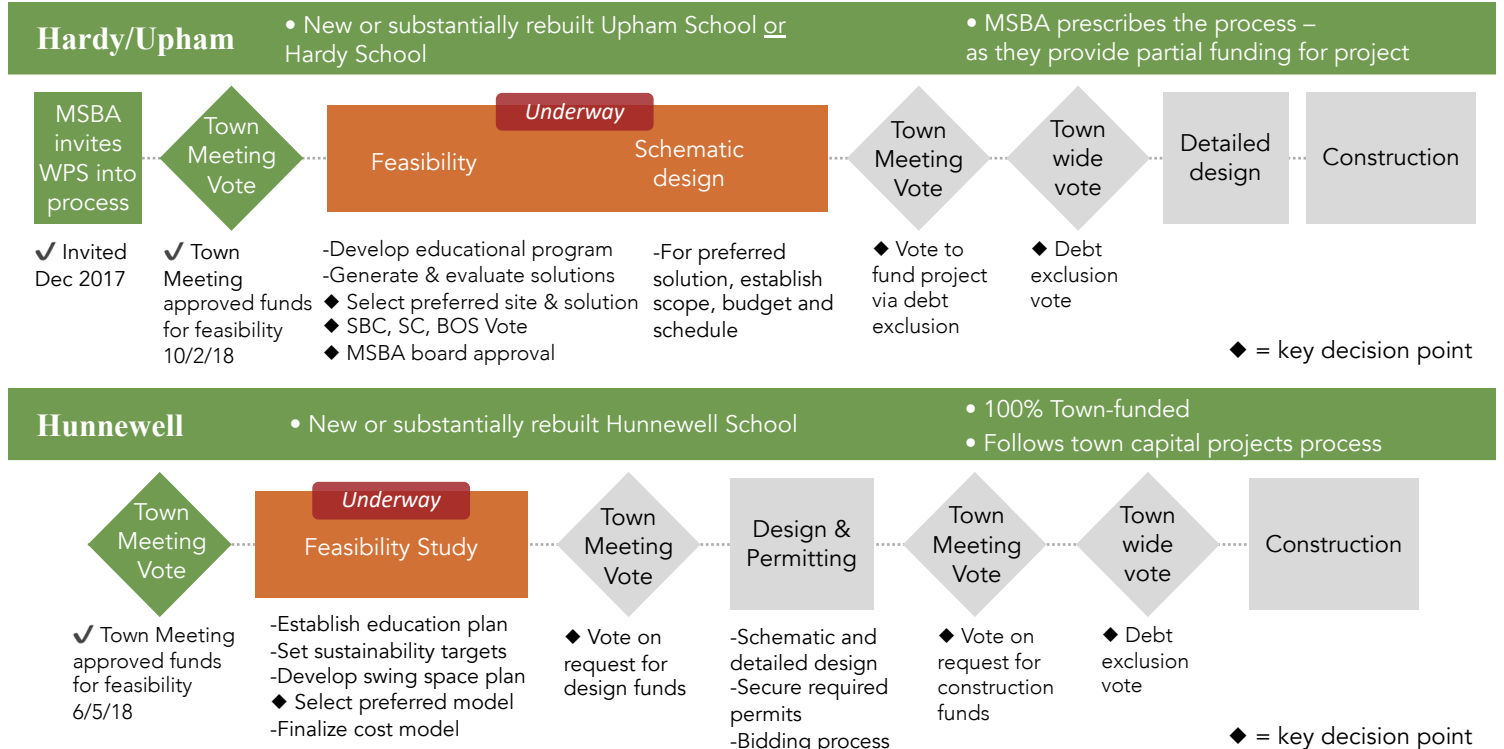 Hardy/Upham
• New or substantially rebuilt Upham School or
Hardy School
• MSBA prescribes the process –
as they provide partial funding for project
MSBA
invites
WPS into
process
Town
Meeting
Vote
Underway
Feasibility
Schematic
design
Town
Meeting
Vote
Town
wide
vote
Detailed
design
Construction
✓ Invited
Dec 2017
✓ Town
Meeting
approved funds
for feasibility
10/2/18
-Develop educational program
-Generate & evaluate solutions
◆ Select preferred site & solution
◆ SBC, SC, BOS Vote
◆ MSBA board approval
-For preferred
solution, establish
scope, budget and
schedule
◆ Vote to
fund project
via debt
exclusion
◆ Debt
exclusion
vote
◆ = key decision point
Hunnewell
• New or substantially rebuilt Hunnewell School
• 100% Town-funded
• Follows town capital projects process
Town
Meeting
Vote
Underway
Feasibility Study
Town
Meeting
Vote
Design &
Permitting
Town
Meeting
Vote
Town
wide
vote
Construction
✓ Town Meeting
approved funds
for feasibility
6/5/18
-Establish education plan
-Set sustainability targets
-Develop swing space plan
◆ Select preferred model
-Finalize cost model
◆ Vote on
request for
design funds
-Schematic and
detailed design
-Secure required
permits
-Bidding process
◆ Vote on
request for
construction
funds
◆ Debt
exclusion
vote
◆ = key decision point